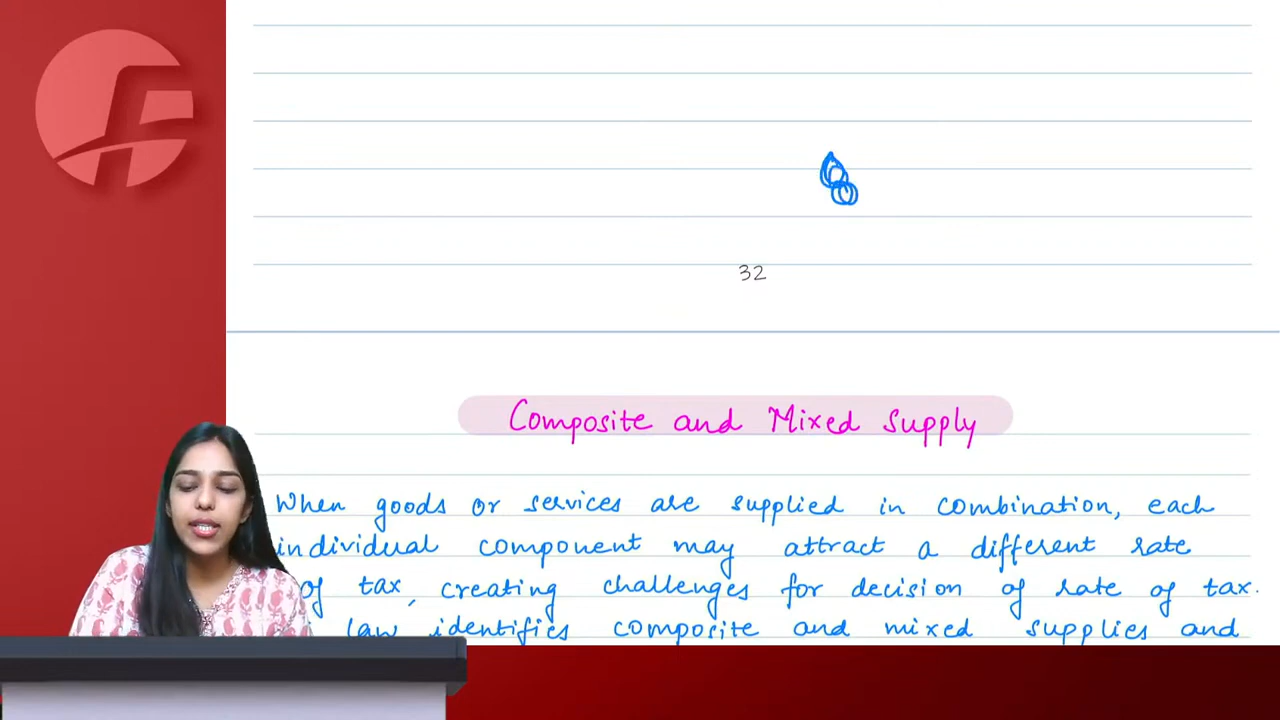 32
Composite and Mixed Supply
When goods or services are supplied in combination, each
individual component may attract a different rate
of tax, creating challenges for decision of rate of tax.
law identifies composite and mixed supplies and